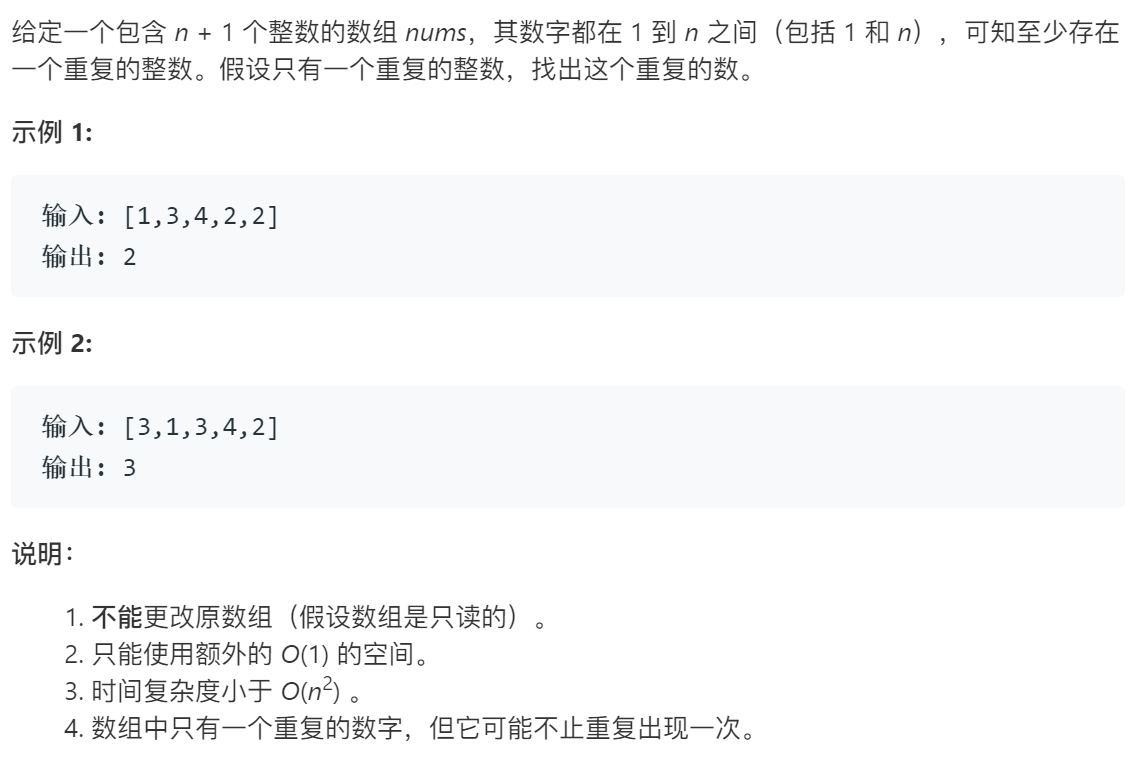 给定一个包含 n + 1 个整数的数组 nums，其数字都在 1 到 n 之间（包括 1 和 n），可知至少存在
一个重复的整数。假设只有一个重复的整数，找出这个重复的数。
示例 1:
输入: [1,3,4,2,2]
输出: 2
示例 2:
输入: [3,1,3,4,2]
输出: 3
说明：
1. 不能更改原数组（假设数组是只读的）。
2. 只能使用额外的 O(1) 的空间。
3. 时间复杂度小于 O(n²) 。
4. 数组中只有一个重复的数字，但它可能不止重复出现一次。